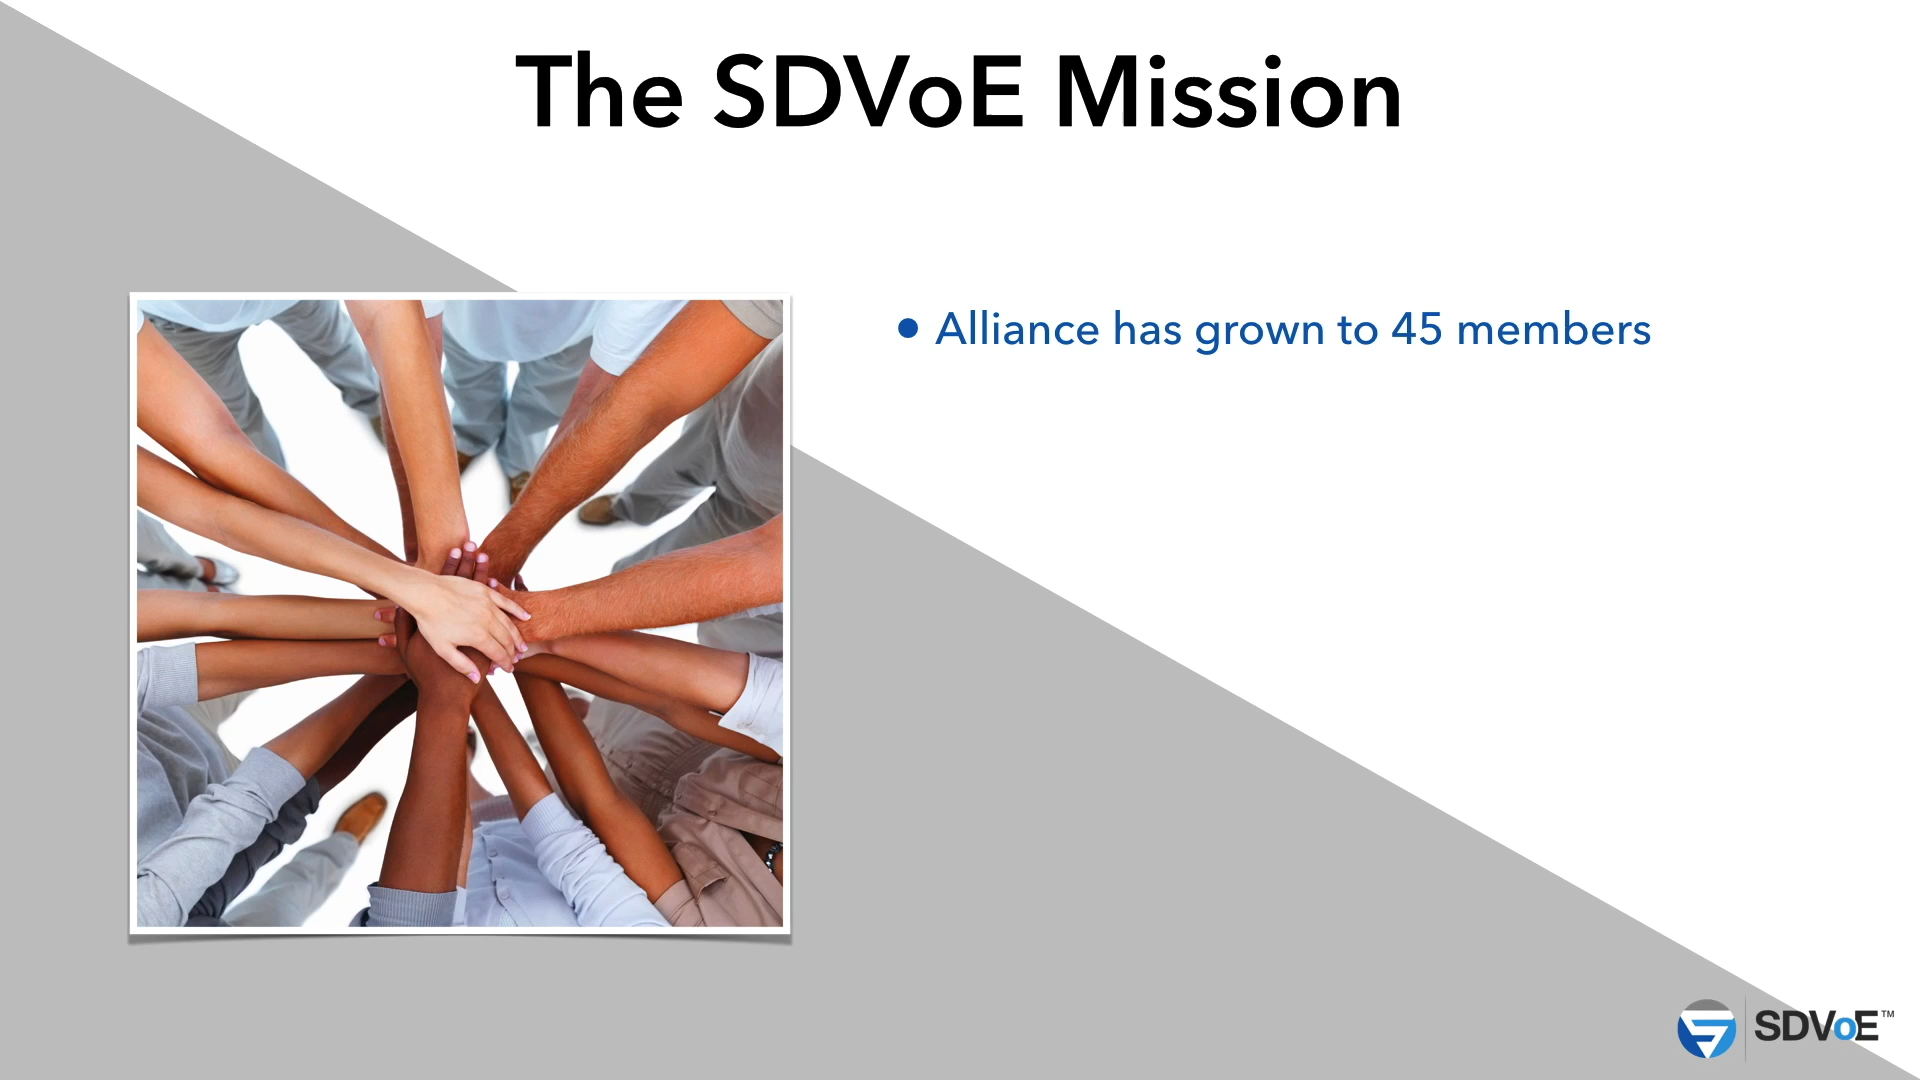 The SDVoE Mission
• Alliance has grown to 45 members
SDVoE™